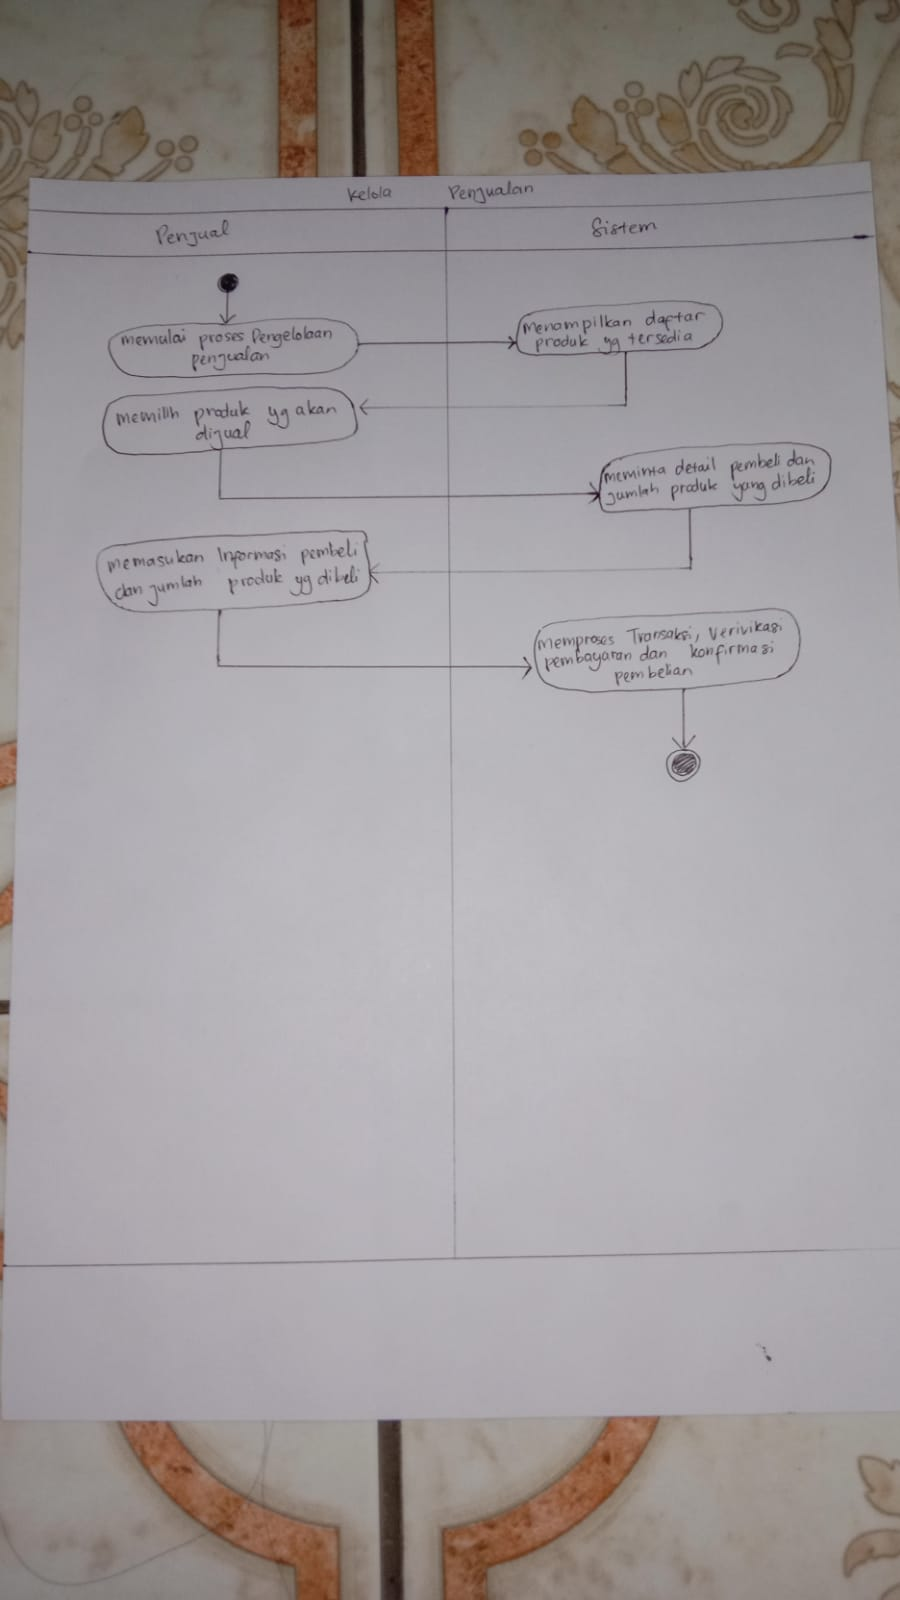 Kelola Penjualan
Penjual
Sistem
memulai proses Pengelolaan
penjualan
menampilkan daftar
produk yg tersedia
memilih produk yg akan
dijual
meminta detail pembeli dan
jumlah produk yang dibeli
memasukan Informasi pembeli
dan jumlah produk yg dibeli
memproses Transaksi, Verivikasi
pembayaran dan konfirmasi
pembelian